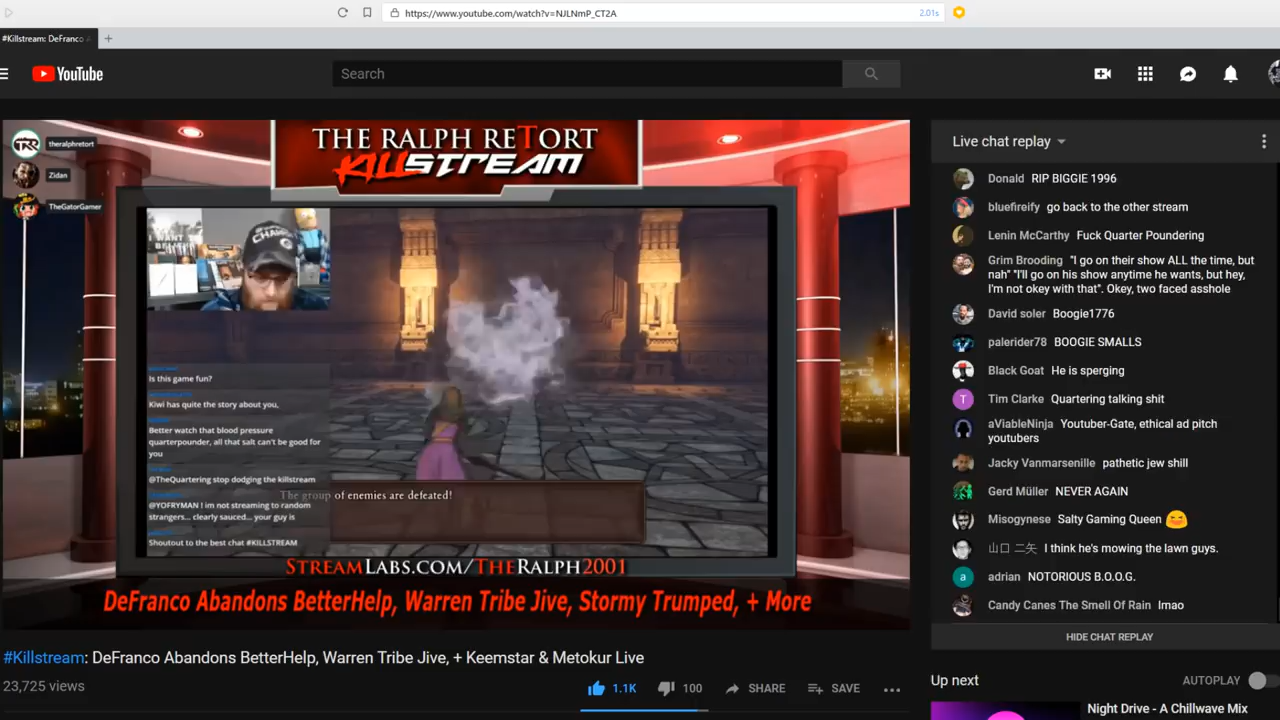 https://www.youtube.com/watch?v=NJLNmP_CT2A
2.01s
#Killstream: DeFranco A
YouTube
Search
THE RALPH RETORT
KILLSTREAM
TRR
theralphretort
Zidan
TheGatorGamer
I WANT TO
Is this game fun?
Kiwi has quite the story about you,
Better watch that blood pressure
quarterpounder, all that salt can't be good for
you
@TheQuartering stop dodging the killstream
@YOFRYMAN ! im not streaming to random
strangers... clearly sauced... your guy is
Shoutout to the best chat #KILLSTREAM
The group of enemies are defeated!
STREAMLABS.COM/THERALPH2001
DeFranco Abandons BetterHelp, Warren Tribe Jive, Stormy Trumped, + More
#Killstream: DeFranco Abandons BetterHelp, Warren Tribe Jive, + Keemstar & Metokur Live
23,725 views
1.1K
100
SHARE
SAVE
Live chat replay
Donald RIP BIGGIE 1996
bluefireify go back to the other stream
Lenin McCarthy Fuck Quarter Poundering
Grim Brooding "I go on their show ALL the time, but
nah" "I'll go on his show anytime he wants, but hey,
I'm not okey with that". Okey, two faced asshole
David soler Boogie1776
palerider78 BOOGIE SMALLS
Black Goat He is sperging
T
Tim Clarke Quartering talking shit
aViableNinja Youtuber-Gate, ethical ad pitch
youtubers
Jacky Vanmarsenille pathetic jew shill
Gerd Müller NEVER AGAIN
Misogynese Salty Gaming Queen 😆
山口 二矢 I think he's mowing the lawn guys.
a
adrian NOTORIOUS B.O.O.G.
Candy Canes The Smell Of Rain lmao
HIDE CHAT REPLAY
Up next
AUTOPLAY
Night Drive - A Chillwave Mix